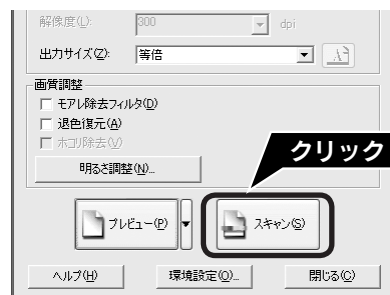 解像度(L): 300 dpi
出力サイズ(Z): 等倍
画質調整
モアレ除去フィルタ(D)
退色復元(A)
ホコリ除去(V)
明るさ調整(N)...
クリック
プレビュー(P) スキャン(S)
ヘルプ(H) 環境設定(O)... 閉じる(C)